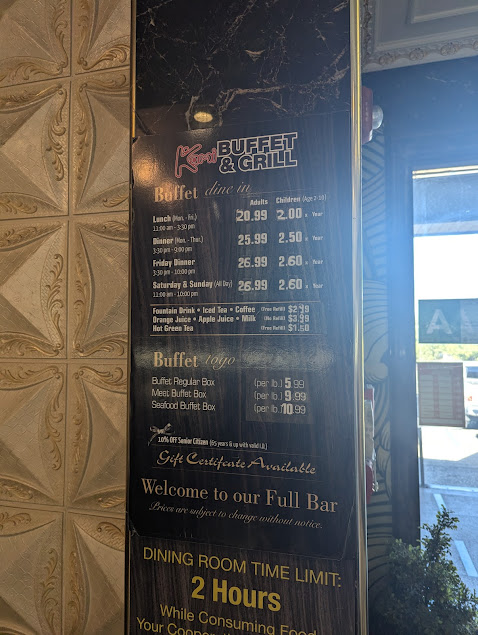 Kami BUFFET & GRILL
Buffet dine in
Adults Children (Age 2-10)
Lunch (Mon. - Fri.) 20.99 2.00 x Year
11:00 am - 3:30 pm
Dinner (Mon. - Thur.) 25.99 2.50 x Year
3:30 pm - 9:00 pm
Friday Dinner 26.99 2.60 x Year
3:30 pm - 10:00 pm
Saturday & Sunday (All Day) 26.99 2.60 x Year
11:00 am - 10:00 pm
Fountain Drink • Iced Tea • Coffee (Free Refill) $2.99
Orange Juice • Apple Juice • Milk (No Refill) $3.99
Hot Green Tea (Free Refill) $1.50
Buffet togo
Buffet Regular Box (per lb.) 5.99
Meet Buffet Box (per lb.) 9.99
Seafood Buffet Box (per lb.) 10.99
10% OFF Senior Citizen (65 years & up with valid I.D.)
Gift Certifcate Available
Welcome to our Full Bar
Prices are subject to change without notice.
DINING ROOM TIME LIMIT:
2 Hours
While Consuming Food
Your